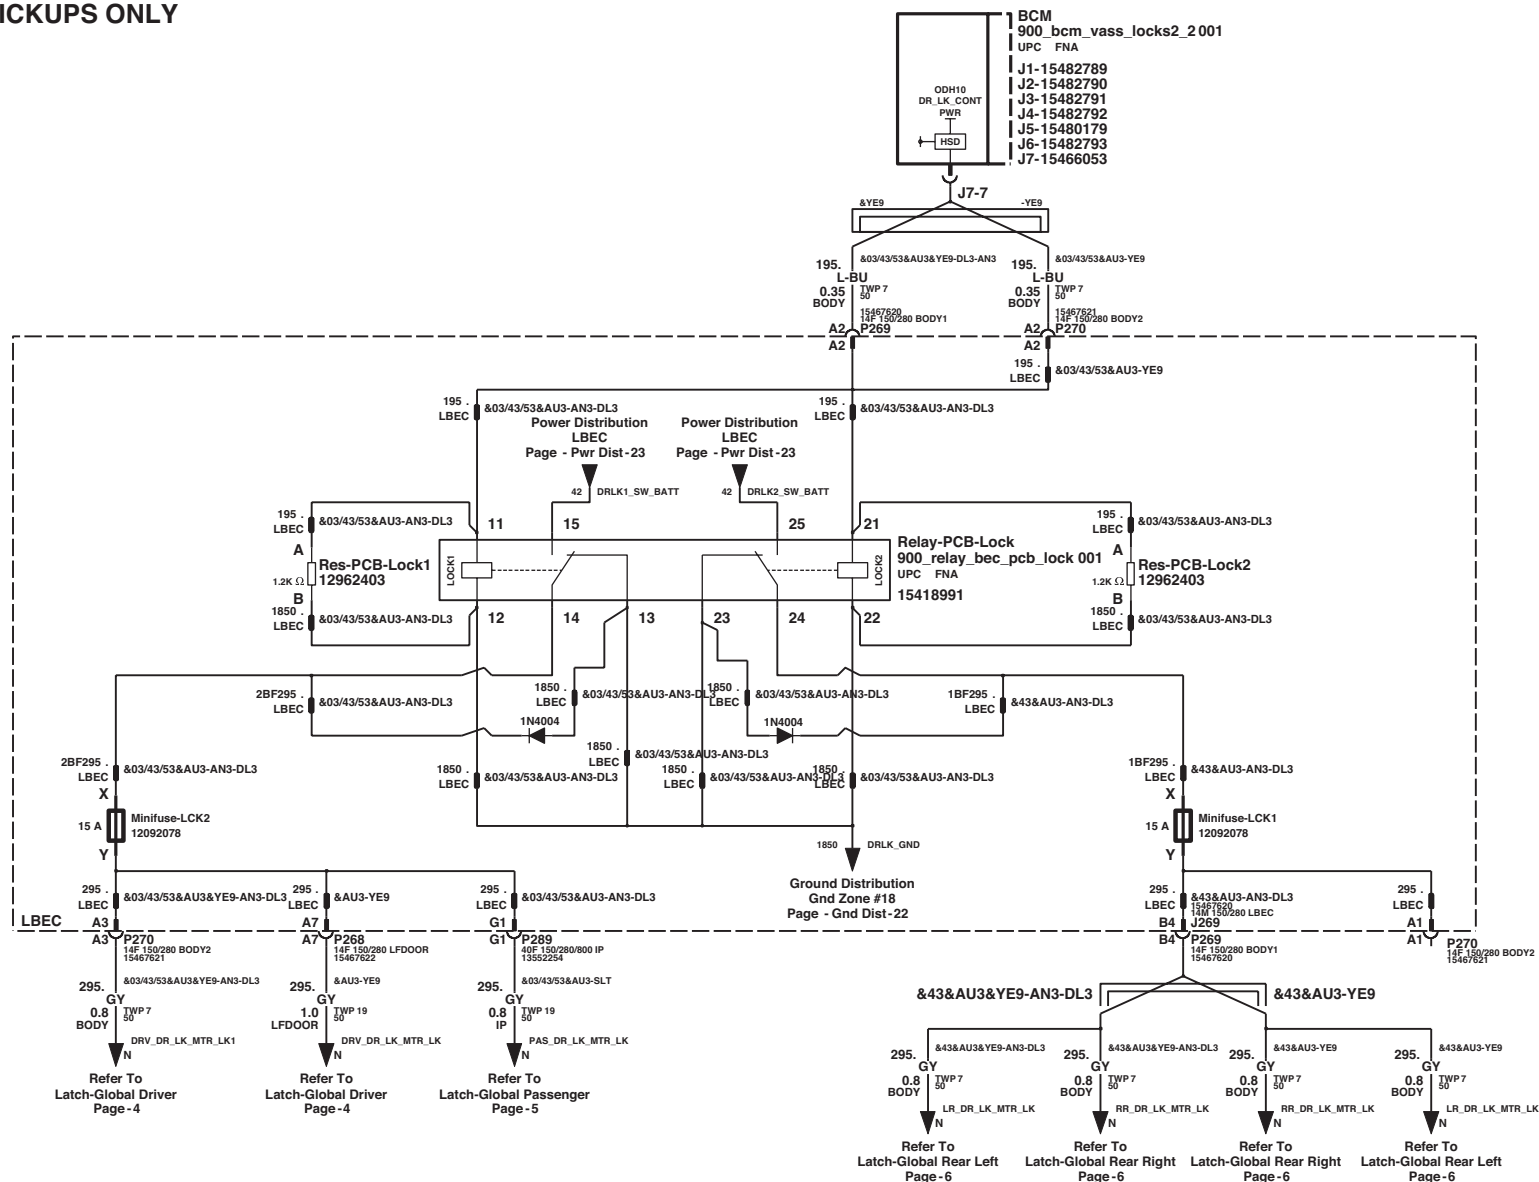 ICKUPS ONLY
BCM
900_bcm_vass_locks2_2 001
UPC FNA
J1-15482789
J2-15482790
J3-15482791
J4-15482792
J5-15480179
J6-15482793
J7-15466053
ODH10
DR_LK_CONT
PWR
HSD
J7-7
&YE9
-YE9
195.
L-BU
0.35
BODY
&03/43/53&AU3&YE9-DL3-AN3
TWP 7
50
15467620
14F 150/280 BODY1
A2 P269
A2
195.
L-BU
0.35
BODY
&03/43/53&AU3-YE9
TWP 7
50
15467621
14F 150/280 BODY2
A2 P270
A2
195 .
LBEC
&03/43/53&AU3-YE9
195 .
LBEC
&03/43/53&AU3-AN3-DL3
195 .
LBEC
&03/43/53&AU3-AN3-DL3
Power Distribution
LBEC
Page - Pwr Dist-23
Power Distribution
LBEC
Page - Pwr Dist-23
42 DRLK1_SW_BATT
42 DRLK2_SW_BATT
195 .
LBEC
&03/43/53&AU3-AN3-DL3
11
15
25
21
195 .
LBEC
&03/43/53&AU3-AN3-DL3
A
Res-PCB-Lock1
12962403
1.2K Ω
B
1850 .
LBEC
&03/43/53&AU3-AN3-DL3
LOCK1
LOCK2
Relay-PCB-Lock
900_relay_bec_pcb_lock 001
UPC FNA
15418991
A
Res-PCB-Lock2
12962403
1.2K Ω
B
1850 .
LBEC
&03/43/53&AU3-AN3-DL3
12
14
13
23
24
22
2BF295 .
LBEC
&03/43/53&AU3-AN3-DL3
1850 .
LBEC
&03/43/53&AU3-AN3-DL3
1850 .
LBEC
&03/43/53&AU3-AN3-DL3
1BF295 .
LBEC
&43&AU3-AN3-DL3
1N4004
1N4004
2BF295 .
LBEC
&03/43/53&AU3-AN3-DL3
1850 .
LBEC
&03/43/53&AU3-AN3-DL3
1850 .
LBEC
&03/43/53&AU3-AN3-DL3
1850 .
LBEC
&03/43/53&AU3-AN3-DL3
1850 .
LBEC
&03/43/53&AU3-AN3-DL3
1BF295 .
LBEC
&43&AU3-AN3-DL3
X
15 A
Minifuse-LCK2
12092078
Y
X
15 A
Minifuse-LCK1
12092078
Y
1850 DRLK_GND
Ground Distribution
Gnd Zone #18
Page - Gnd Dist-22
LBEC
295 .
LBEC
&03/43/53&AU3&YE9-AN3-DL3
A3
A3 P270
14F 150/280 BODY2
15467621
295 .
LBEC
&AU3-YE9
A7
A7 P268
14F 150/280 LFDOOR
15467622
295 .
LBEC
&03/43/53&AU3-AN3-DL3
G1
G1 P289
40F 150/280/800 IP
13552254
295 .
LBEC
&43&AU3-AN3-DL3
15467620
14M 150/280 LBEC
B4 J269
B4 P269
14F 150/280 BODY1
15467620
295 .
LBEC
A1
A1
P270
14F 150/280 BODY2
15467621
295.
GY
0.8
BODY
&03/43/53&AU3&YE9-AN3-DL3
TWP 7
50
DRV_DR_LK_MTR_LK1
N
Refer To
Latch-Global Driver
Page-4
295.
GY
1.0
LFDOOR
&AU3-YE9
TWP 19
50
DRV_DR_LK_MTR_LK
N
Refer To
Latch-Global Driver
Page-4
295.
GY
0.8
IP
&03/43/53&AU3-SLT
TWP 19
50
PAS_DR_LK_MTR_LK
N
Refer To
Latch-Global Passenger
Page-5
&43&AU3&YE9-AN3-DL3
&43&AU3-YE9
295.
GY
0.8
BODY
&43&AU3&YE9-AN3-DL3
TWP 7
50
LR_DR_LK_MTR_LK
N
Refer To
Latch-Global Rear Left
Page-6
295.
GY
0.8
BODY
&43&AU3&YE9-AN3-DL3
TWP 7
50
RR_DR_LK_MTR_LK
N
Refer To
Latch-Global Rear Right
Page-6
295.
GY
0.8
BODY
&43&AU3-YE9
TWP 7
50
RR_DR_LK_MTR_LK
N
Refer To
Latch-Global Rear Right
Page-6
295.
GY
0.8
BODY
&43&AU3-YE9
TWP 7
50
LR_DR_LK_MTR_LK
N
Refer To
Latch-Global Rear Left
Page-6